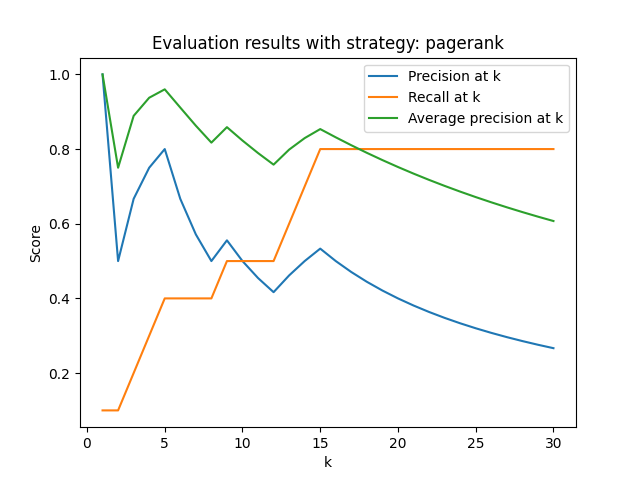 Evaluation results with strategy: pagerank
Precision at k
Recall at k
Average precision at k
Score
1.0
0.8
0.6
0.4
0.2
0
5
10
15
20
25
30
k